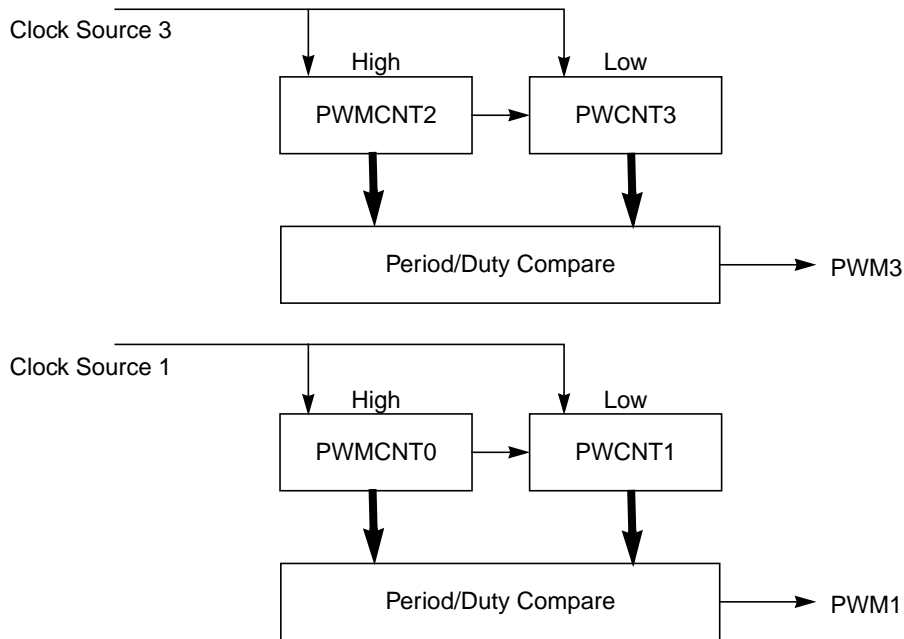 Clock Source 3
High
Low
PWMCNT2
PWCNT3
Period/Duty Compare
PWM3
Clock Source 1
High
Low
PWMCNT0
PWCNT1
Period/Duty Compare
PWM1